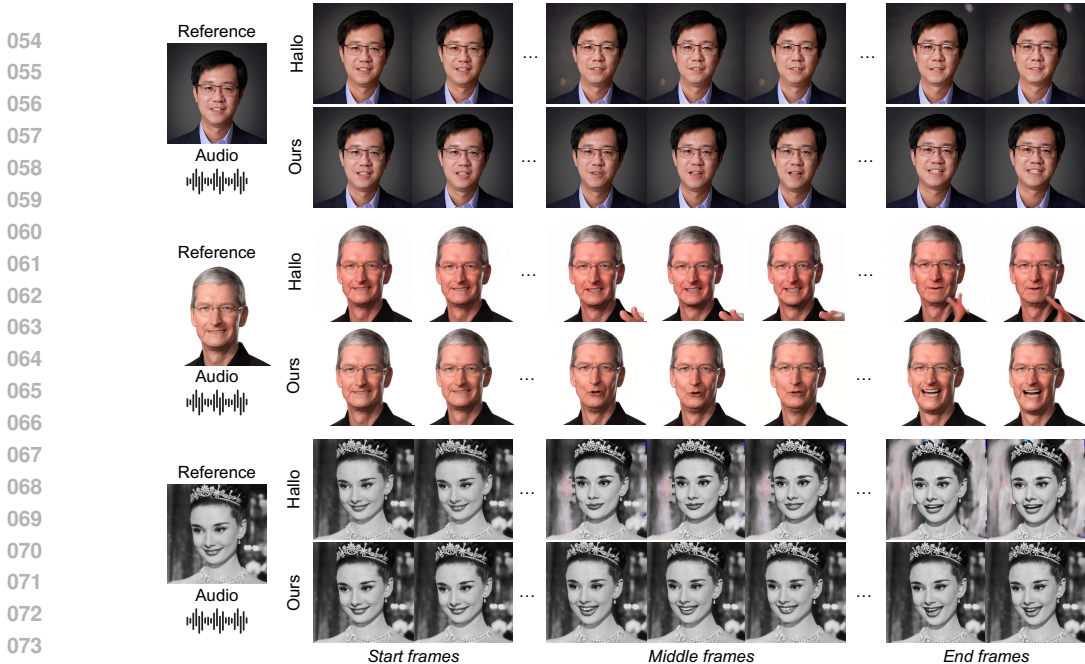 054
055
056
057
058
059
060
061
062
063
064
065
066
067
068
069
070
071
072
073
Reference
Audio
Hallo
...
...
Ours
...
...
Reference
Audio
Hallo
...
...
Ours
...
...
Reference
Audio
Hallo
...
...
Ours
...
...
Start frames
Middle frames
End frames